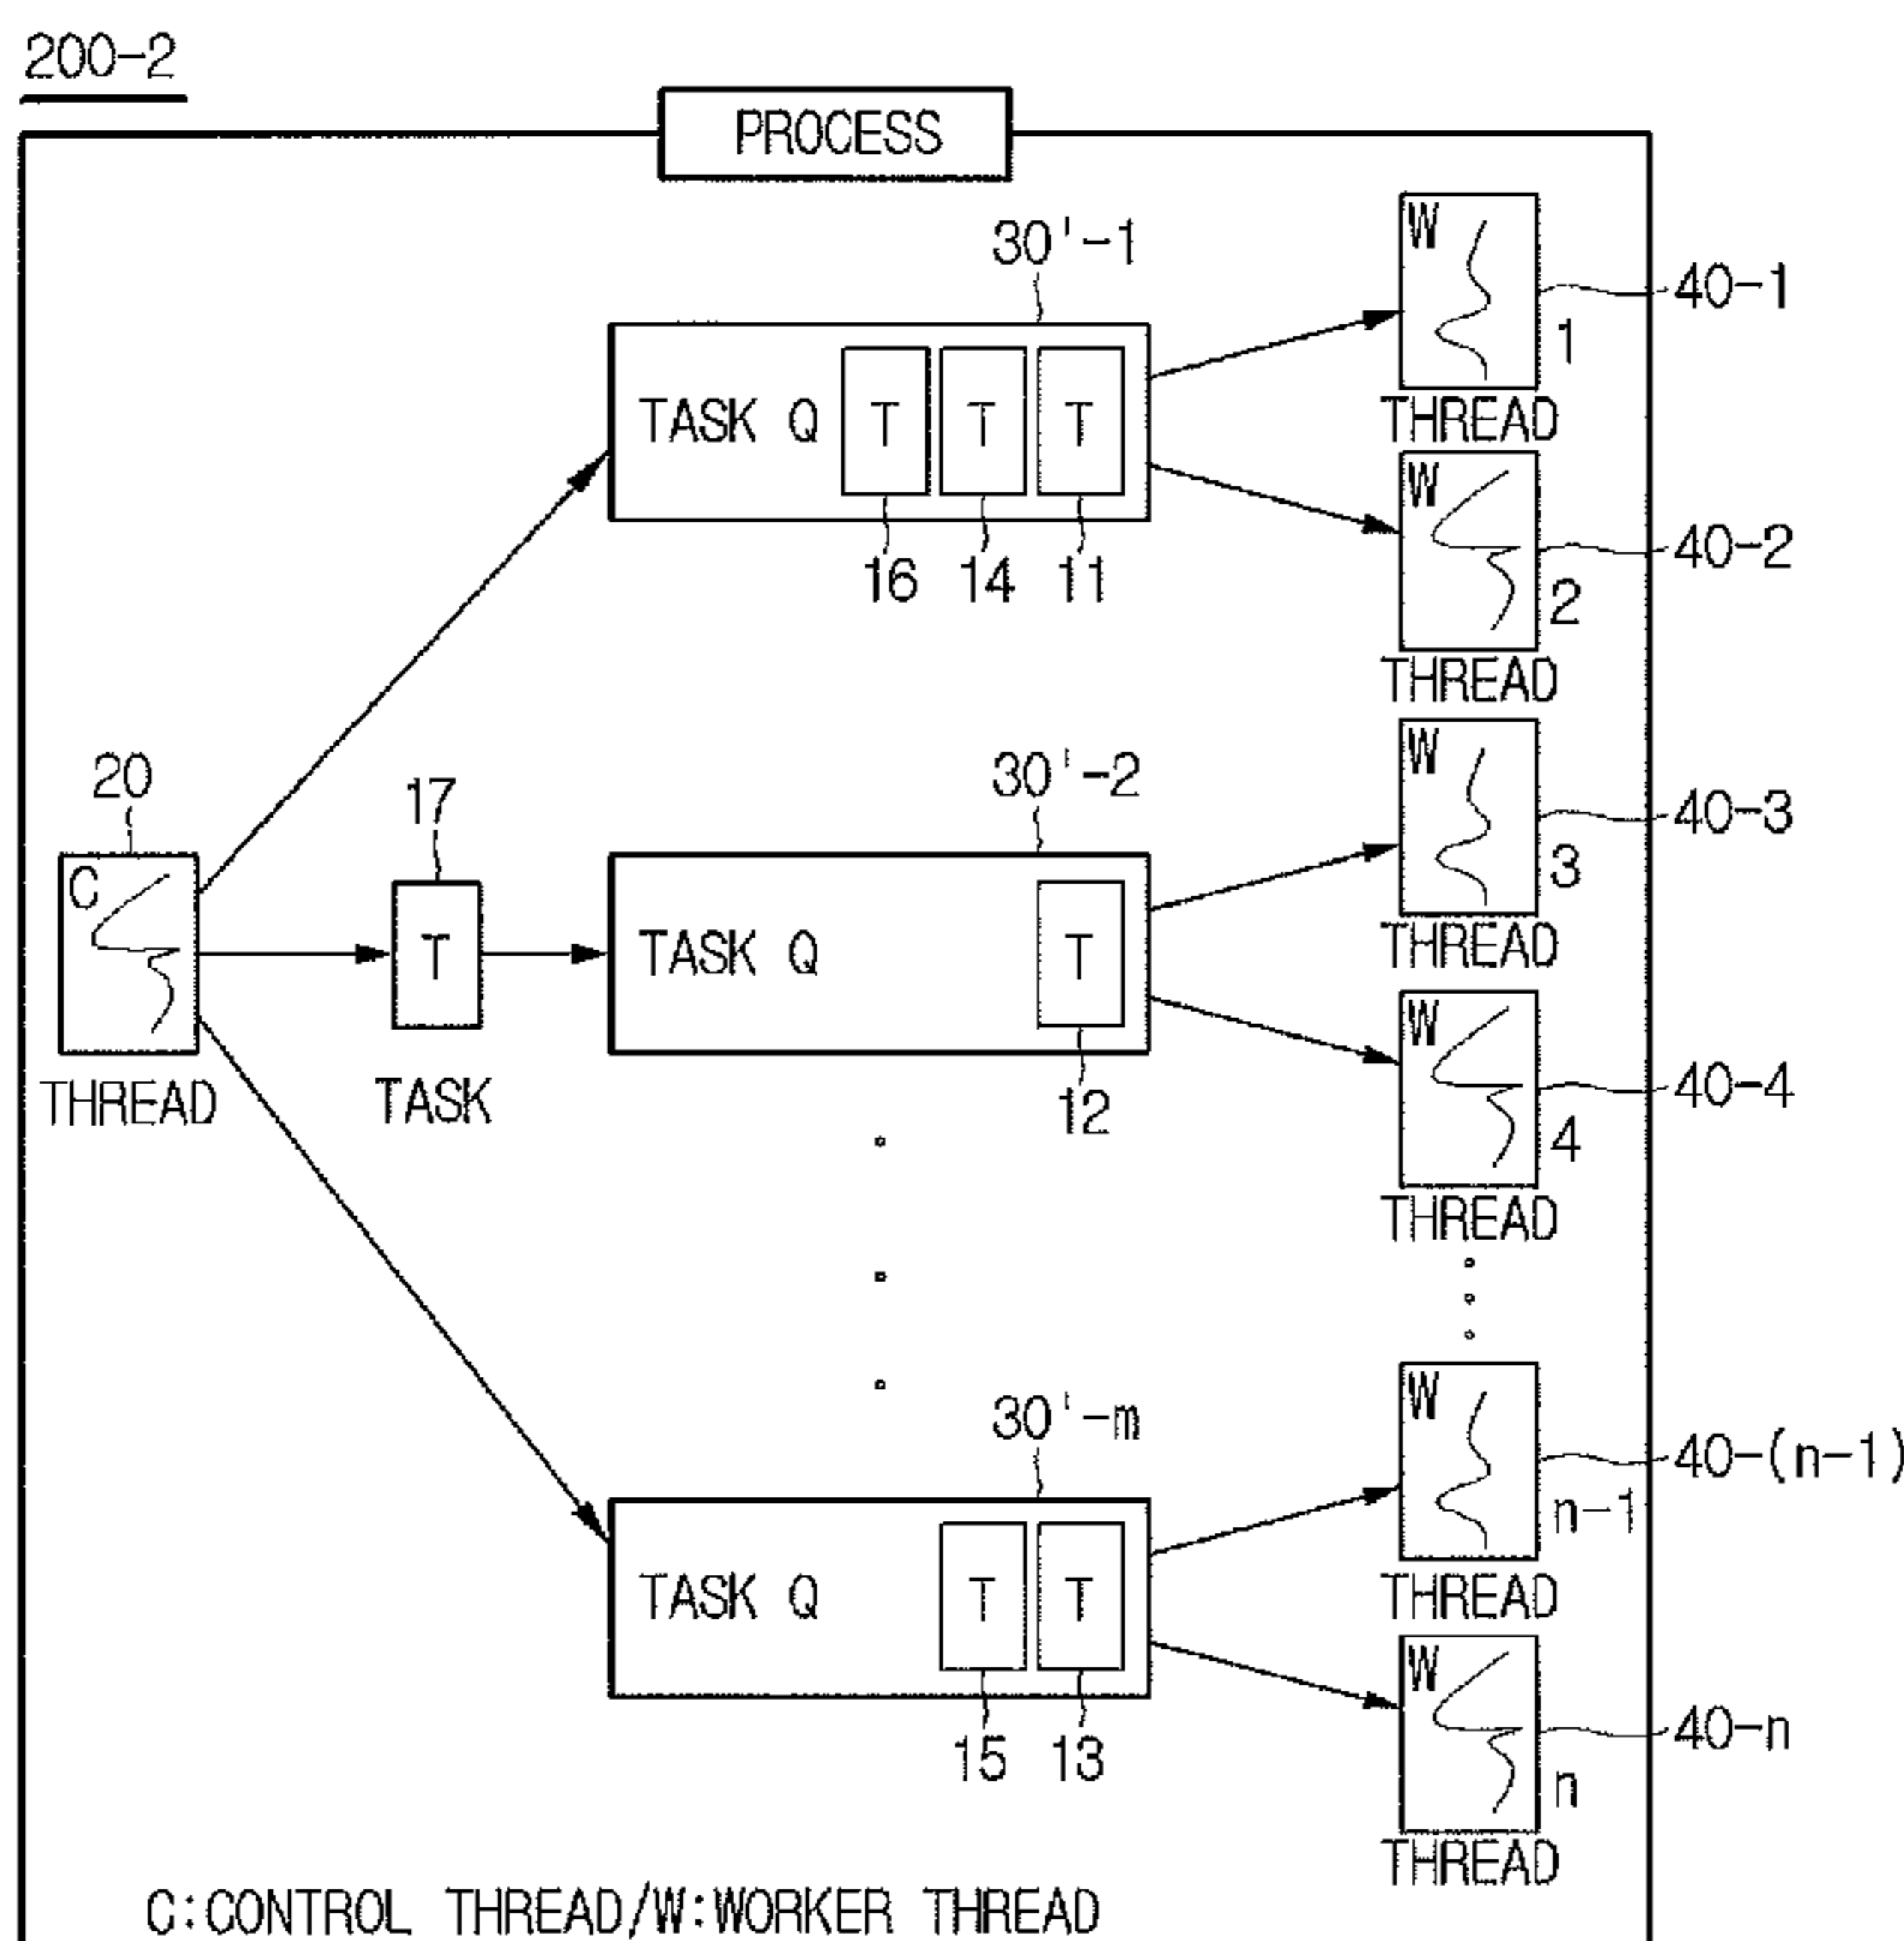 200-2
PROCESS
30'-1
W
40-1
1
TASK Q T T T
THREAD
16 14 11
W
40-2
2
THREAD
20
17
30'-2
W
40-3
3
C
T
TASK Q T
THREAD
THREAD
TASK
12
W
40-4
4
THREAD
30'-m
W
40-(n-1)
n-1
TASK Q T T
THREAD
15 13
W
40-n
n
THREAD
C:CONTROL THREAD/W:WORKER THREAD